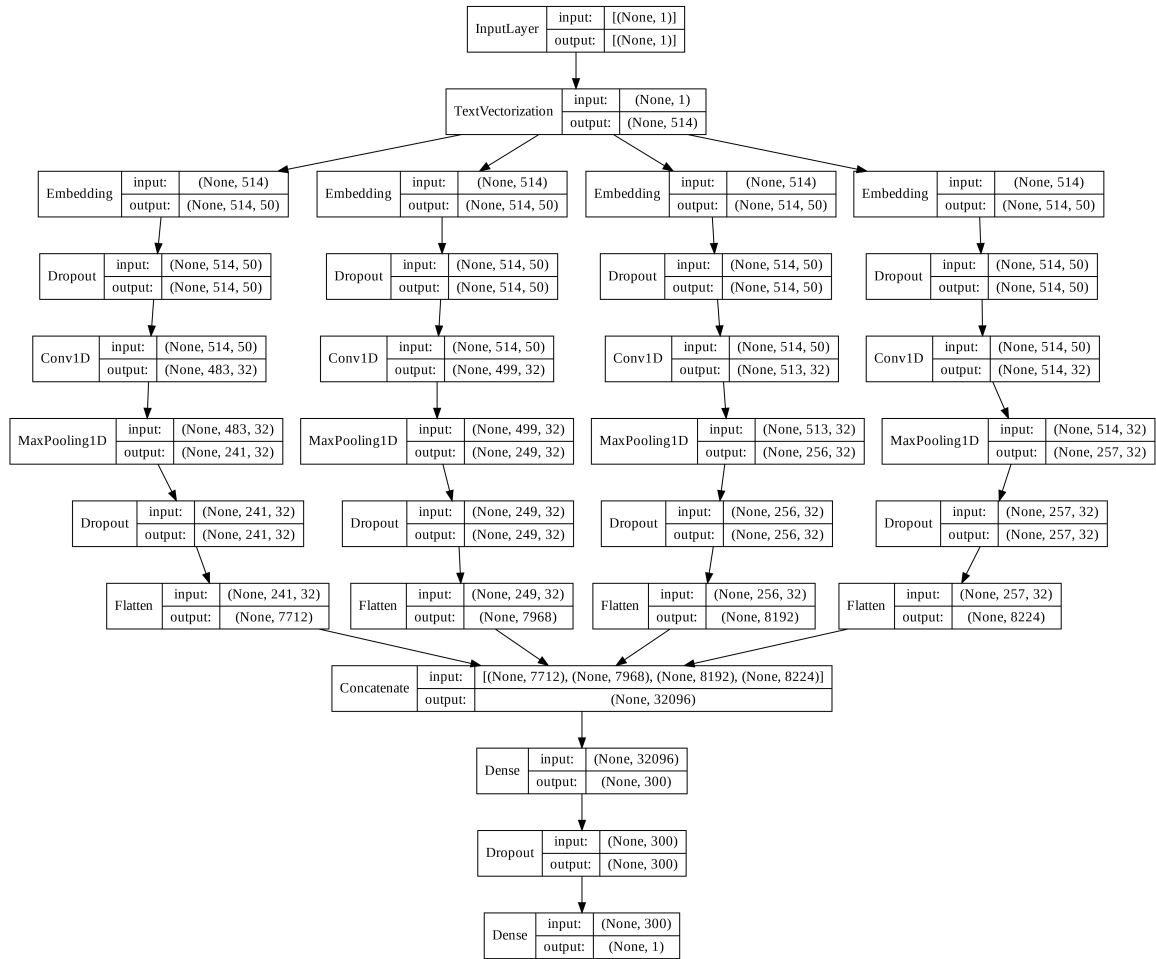 InputLayer input: [(None, 1)]
output: [(None, 1)]
TextVectorization input: (None, 1)
output: (None, 514)
Embedding input: (None, 514)
output: (None, 514, 50)
Embedding input: (None, 514)
output: (None, 514, 50)
Embedding input: (None, 514)
output: (None, 514, 50)
Embedding input: (None, 514)
output: (None, 514, 50)
Dropout input: (None, 514, 50)
output: (None, 514, 50)
Dropout input: (None, 514, 50)
output: (None, 514, 50)
Dropout input: (None, 514, 50)
output: (None, 514, 50)
Dropout input: (None, 514, 50)
output: (None, 514, 50)
Conv1D input: (None, 514, 50)
output: (None, 483, 32)
Conv1D input: (None, 514, 50)
output: (None, 499, 32)
Conv1D input: (None, 514, 50)
output: (None, 513, 32)
Conv1D input: (None, 514, 50)
output: (None, 514, 32)
MaxPooling1D input: (None, 483, 32)
output: (None, 241, 32)
MaxPooling1D input: (None, 499, 32)
output: (None, 249, 32)
MaxPooling1D input: (None, 513, 32)
output: (None, 256, 32)
MaxPooling1D input: (None, 514, 32)
output: (None, 257, 32)
Dropout input: (None, 241, 32)
output: (None, 241, 32)
Dropout input: (None, 249, 32)
output: (None, 249, 32)
Dropout input: (None, 256, 32)
output: (None, 256, 32)
Dropout input: (None, 257, 32)
output: (None, 257, 32)
Flatten input: (None, 241, 32)
output: (None, 7712)
Flatten input: (None, 249, 32)
output: (None, 7968)
Flatten input: (None, 256, 32)
output: (None, 8192)
Flatten input: (None, 257, 32)
output: (None, 8224)
Concatenate input: [(None, 7712), (None, 7968), (None, 8192), (None, 8224)]
output: (None, 32096)
Dense input: (None, 32096)
output: (None, 300)
Dropout input: (None, 300)
output: (None, 300)
Dense input: (None, 300)
output: (None, 1)